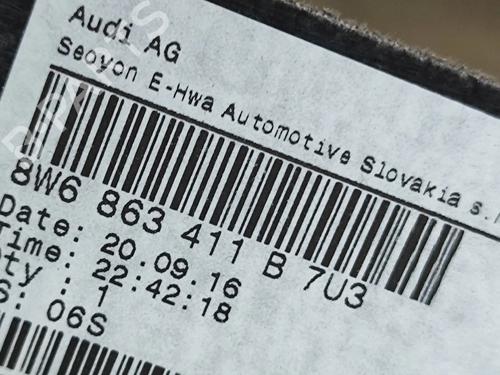 Audi AG
Seoyon E-Hwa Automotive Slovakia s.
8W6 863 411 B 7U3
Date: 20.09.16
Time: 22:42:18
ty : 1
S: 06S